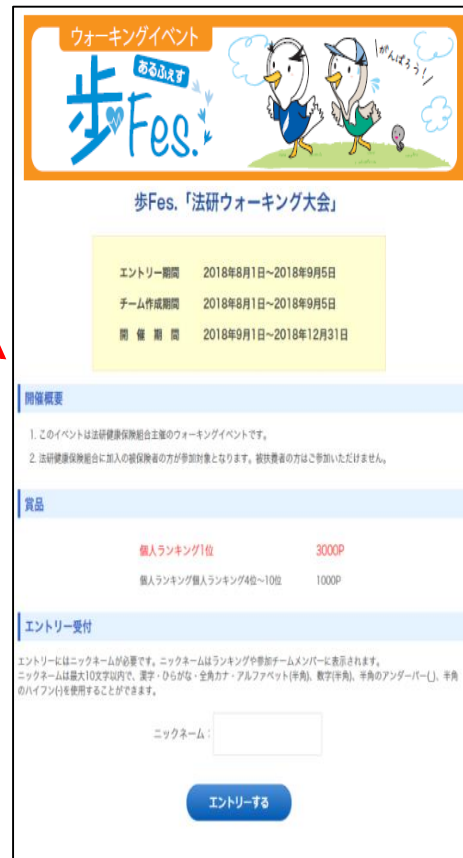 ウォーキングイベント
あるふぇす
歩Fes.
がんばろう!
歩Fes.「法研ウォーキング大会」
エントリー期間 2018年8月1日～2018年9月5日
チーム作成期間 2018年8月1日～2018年9月5日
開催期間 2018年9月1日～2018年12月31日
開催概要
1. このイベントは法研健康保険組合主催のウォーキングイベントです。
2. 法研健康保険組合に加入の被保険者の方が参加対象となります。被扶養者の方はご参加いただけません。
賞品
個人ランキング1位 3000P
個人ランキング個人ランキング4位～10位 1000P
エントリー受付
エントリーにはニックネームが必要です。ニックネームはランキングや参加チームメンバーに表示されます。
ニックネームは最大10文字以内で、漢字・ひらがな・全角カナ・アルファベット(半角)、数字(半角)、半角のアンダーバー(_)、半角
のハイフン(-)を使用することができます。
ニックネーム：
エントリーする